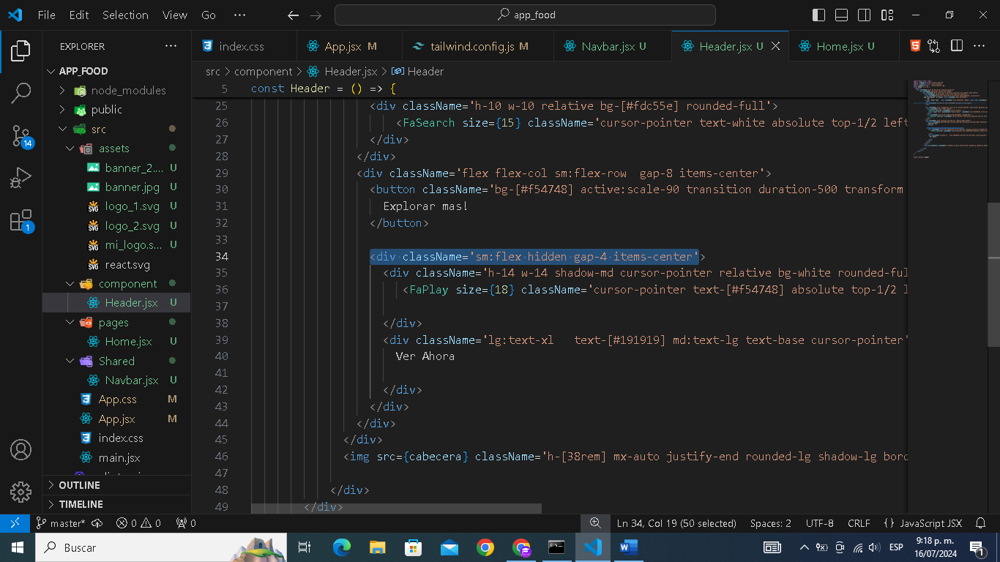 File Edit Selection View Go ··· app_food
EXPLORER ···
index.css
App.jsx M
tailwind.config.js M
Navbar.jsx U
Header.jsx U
Home.jsx U
src > component > Header.jsx > Header
APP_FOOD
node_modules
public
src
assets
banner_2.... U
banner.jpg U
logo_1.svg U
logo_2.svg U
mi_logo.s... U
react.svg
component
Header.jsx U
pages
Home.jsx U
Shared
Navbar.jsx U
App.css M
App.jsx M
index.css
main.jsx
OUTLINE
TIMELINE
14
1
5 const Header = () => {
25 <div className='h-10 w-10 relative bg-[#fdc55e] rounded-full'>
26 <FaSearch size={15} className='cursor-pointer text-white absolute top-1/2 left
27 </div>
28 </div>
29 <div className='flex flex-col sm:flex-row  gap-8 items-center'>
30 <button className='bg-[#f54748] active:scale-90 transition duration-500 transform
31 Explorar mas!
32 </button>
33
34 <div className='sm:flex hidden gap-4 items-center'>
35 <div className='h-14 w-14 shadow-md cursor-pointer relative bg-white rounded-ful
36 <FaPlay size={18} className='cursor-pointer text-[#f54748] absolute top-1/2 l
37
38 </div>
39 <div className='lg:text-xl   text-[#191919] md:text-lg text-base cursor-pointer'
40 Ver Ahora
41
42 </div>
43 </div>
44 </div>
45 </div>
46 <img src={cabecera} className='h-[38rem] mx-auto justify-end rounded-lg shadow-lg bord
47
48 </div>
49 </div>
master* 0 0 0 Ln 34, Col 19 (50 selected) Spaces: 2 UTF-8 CRLF {} JavaScript JSX
Buscar
ESP
9:18 p. m.
16/07/2024
1